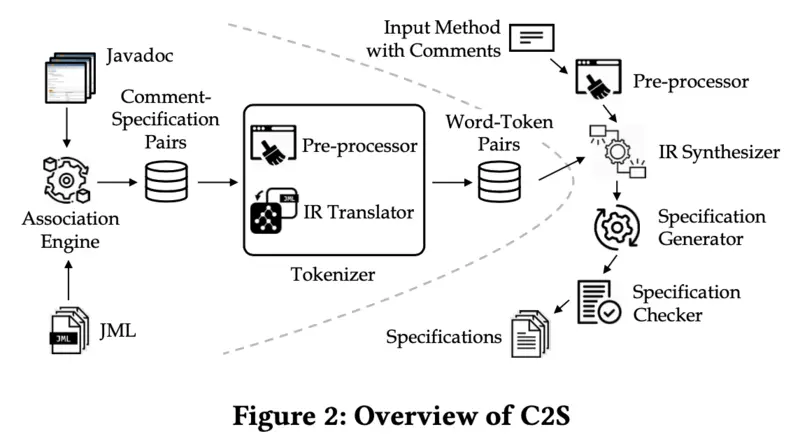 Javadoc
Comment-
Specification
Pairs
Association
Engine
JML
JML
Pre-processor
JML
IR Translator
Tokenizer
Word-Token
Pairs
Input Method
with Comments
Pre-processor
IR Synthesizer
Specification
Generator
Specification
Checker
Specifications
Figure 2: Overview of C2S